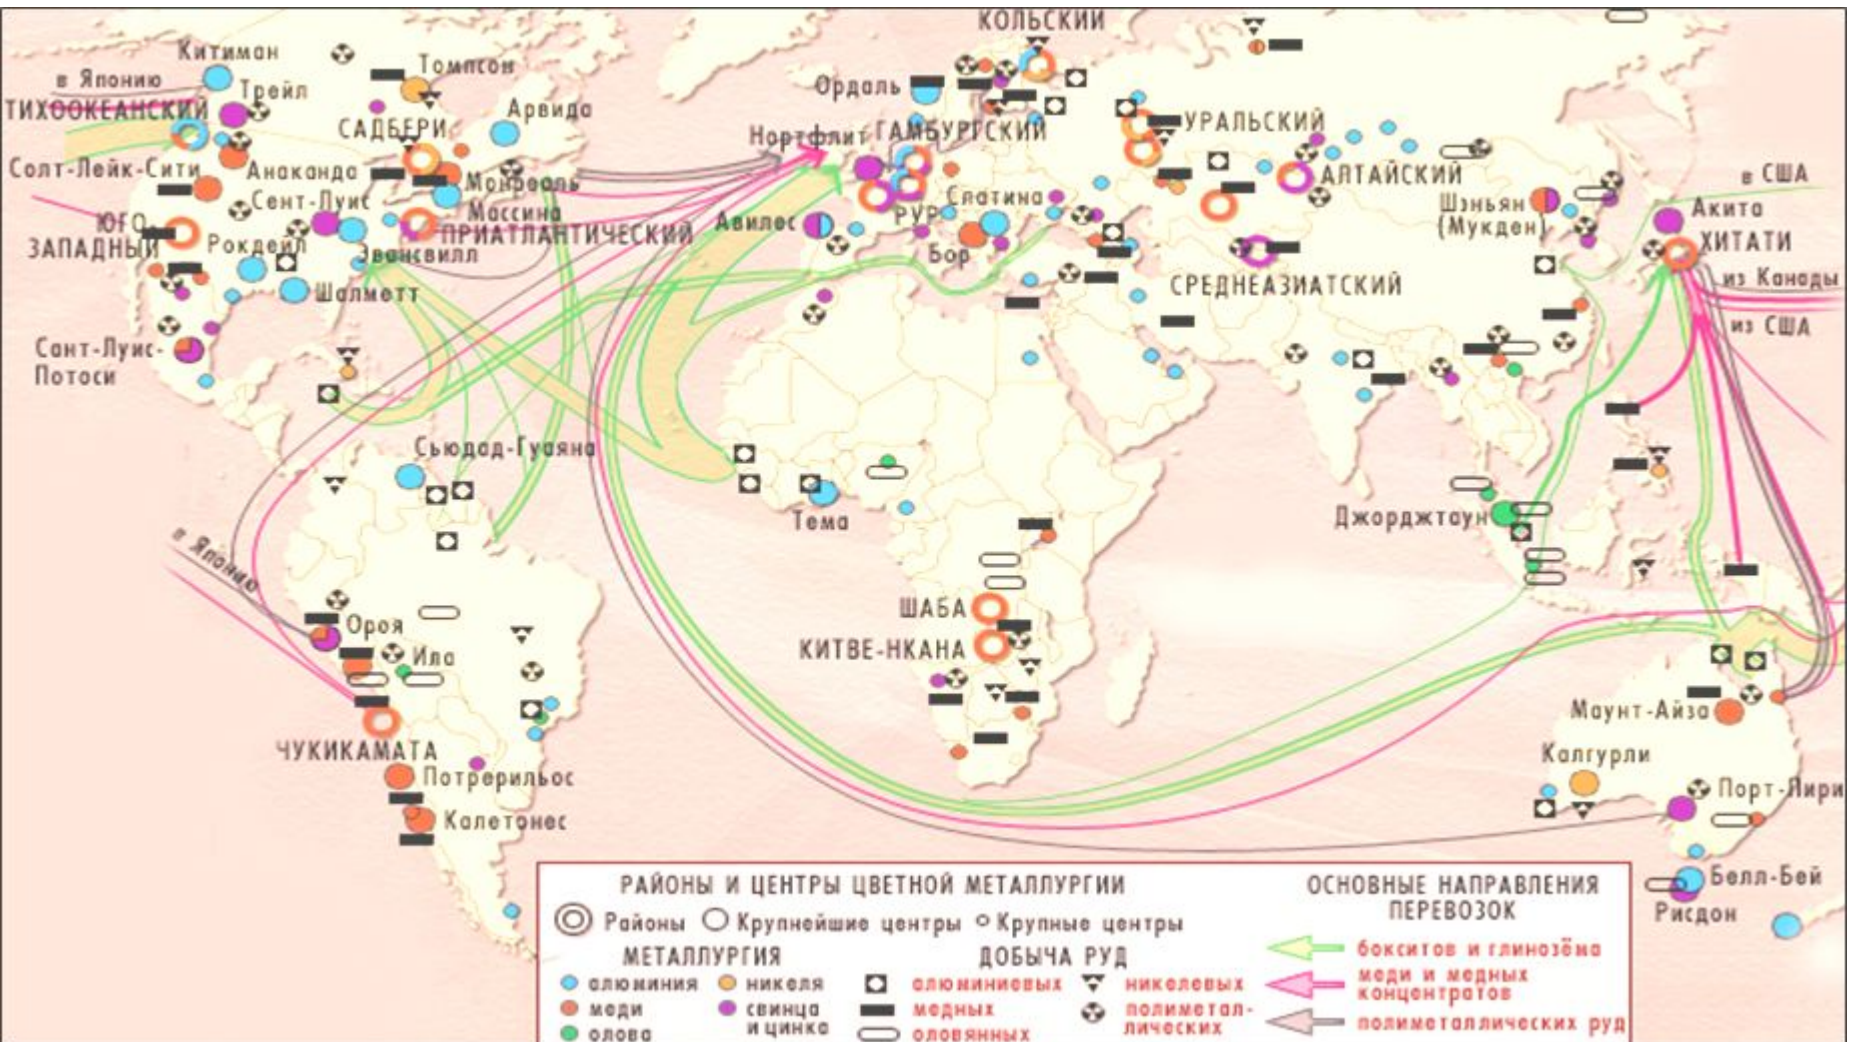 КОЛЬСКИЙ
Китиман
Томпсон
в Японию
Трейл
Ордаль
ТИХООКЕАНСКИЙ
Арвида
САДБЕРИ
Нортфлит
ГАМБУРГСКИЙ
УРАЛЬСКИЙ
Солт-Лейк-Сити
Анаканда
Монреаль
АЛТАЙСКИЙ
в США
Сент-Луис
Массина
РУР
Слатина
Шэньян
(Мукден)
Акита
ЮГО
ЗАПАДНЫЙ
Рокдейл
ПРИАТЛАНТИЧЕСКИЙ
Авилес
Бор
ХИТАТИ
Эвансвилл
СРЕДНЕАЗИАТСКИЙ
из Канады
Шалметт
из США
Сант-Луис-
Потоси
Сьюдад-Гуаяна
Тема
Джорджтаун
в Японию
Ороя
ШАБА
Ила
КИТВЕ-НКАНА
Маунт-Айза
ЧУКИКАМАТА
Потрерильос
Калгурли
Порт-Пири
Калетонес
Белл-Бей
Рисдон
РАЙОНЫ И ЦЕНТРЫ ЦВЕТНОЙ МЕТАЛЛУРГИИ
Районы Крупнейшие центры Крупные центры
МЕТАЛЛУРГИЯ
алюминия
никеля
меди
свинца
и цинка
олова
ДОБЫЧА РУД
алюминиевых
никелевых
медных
полиметал-
лических
оловянных
ОСНОВНЫЕ НАПРАВЛЕНИЯ
ПЕРЕВОЗОК
бокситов и глинозёма
меди и медных
концентратов
полиметаллических руд